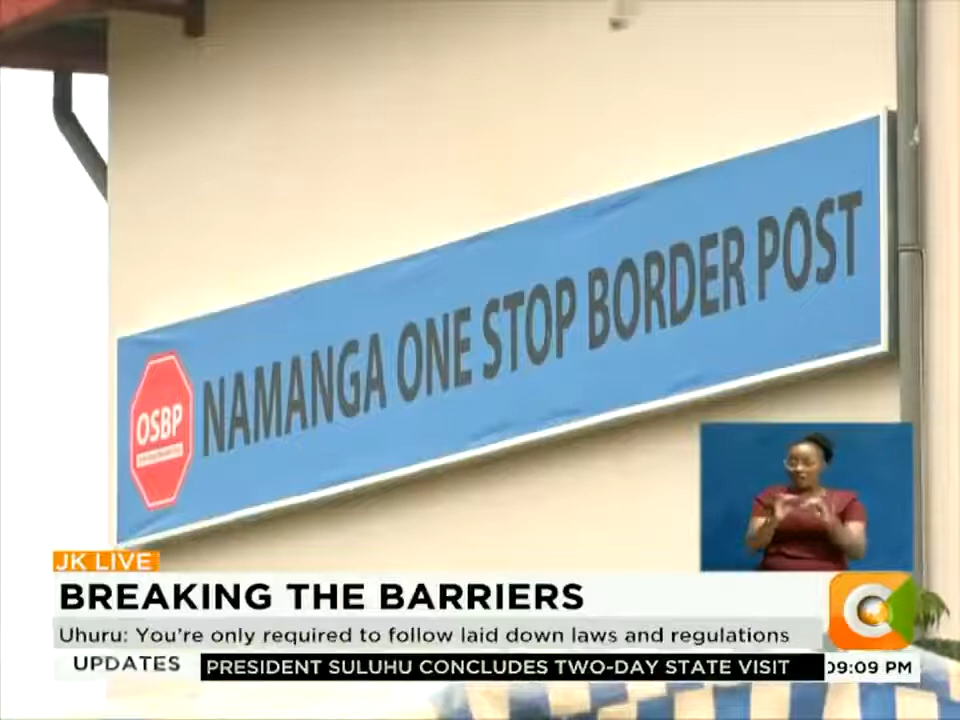 NAMANGA ONE STOP BORDER POST
OSBP
JK LIVE
BREAKING THE BARRIERS
Uhuru: You're only required to follow laid down laws and regulations
UPDATES
PRESIDENT SULUHU CONCLUDES TWO-DAY STATE VISIT
09:09 PM